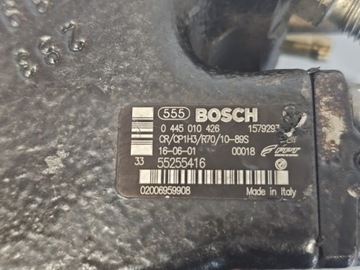 555 BOSCH
0 445 010 426
CR/CP1H3/R70/10-89S
16-06-01 00018
33 55255416
02006959908 Made in Italy